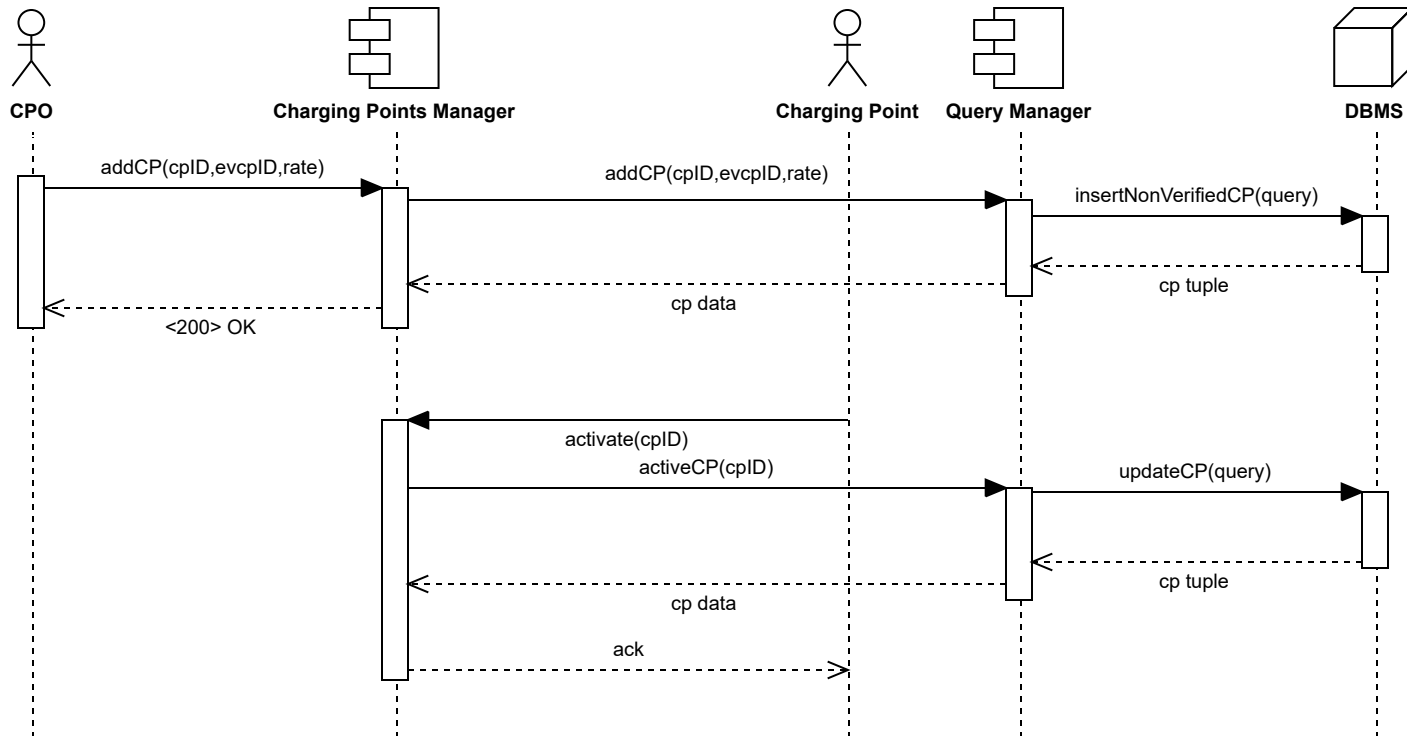 CPO
Charging Points Manager
Charging Point
Query Manager
DBMS
addCP(cpID,evcpID,rate)
addCP(cpID,evcpID,rate)
insertNonVerifiedCP(query)
cp tuple
cp data
<200> OK
activate(cpID)
activeCP(cpID)
updateCP(query)
cp tuple
cp data
ack